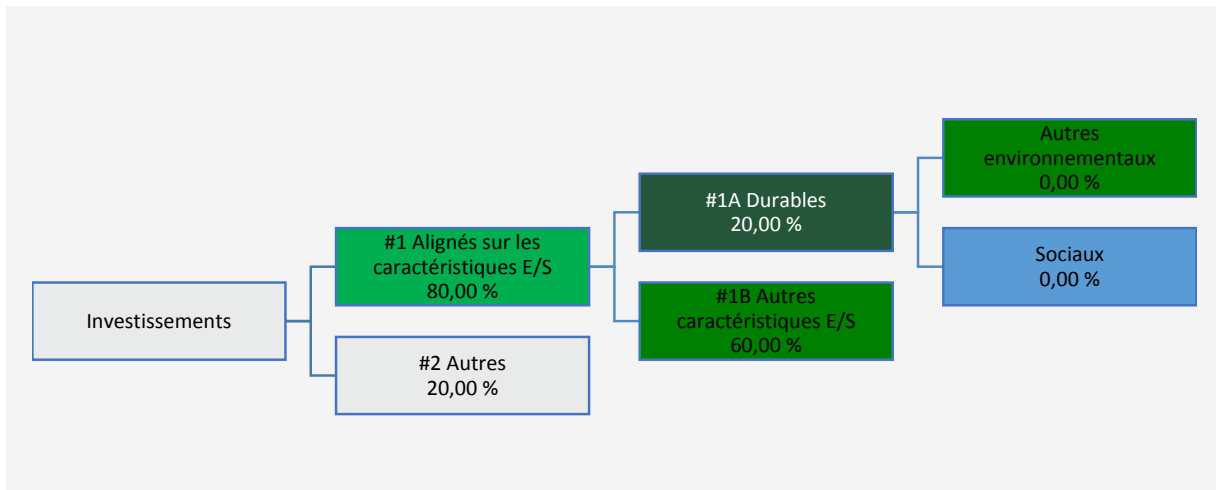 Investissements
#1 Alignés sur les
caractéristiques E/S
80,00 %
#2 Autres
20,00 %
#1A Durables
20,00 %
#1B Autres
caractéristiques E/S
60,00 %
Autres
environnementaux
0,00 %
Sociaux
0,00 %